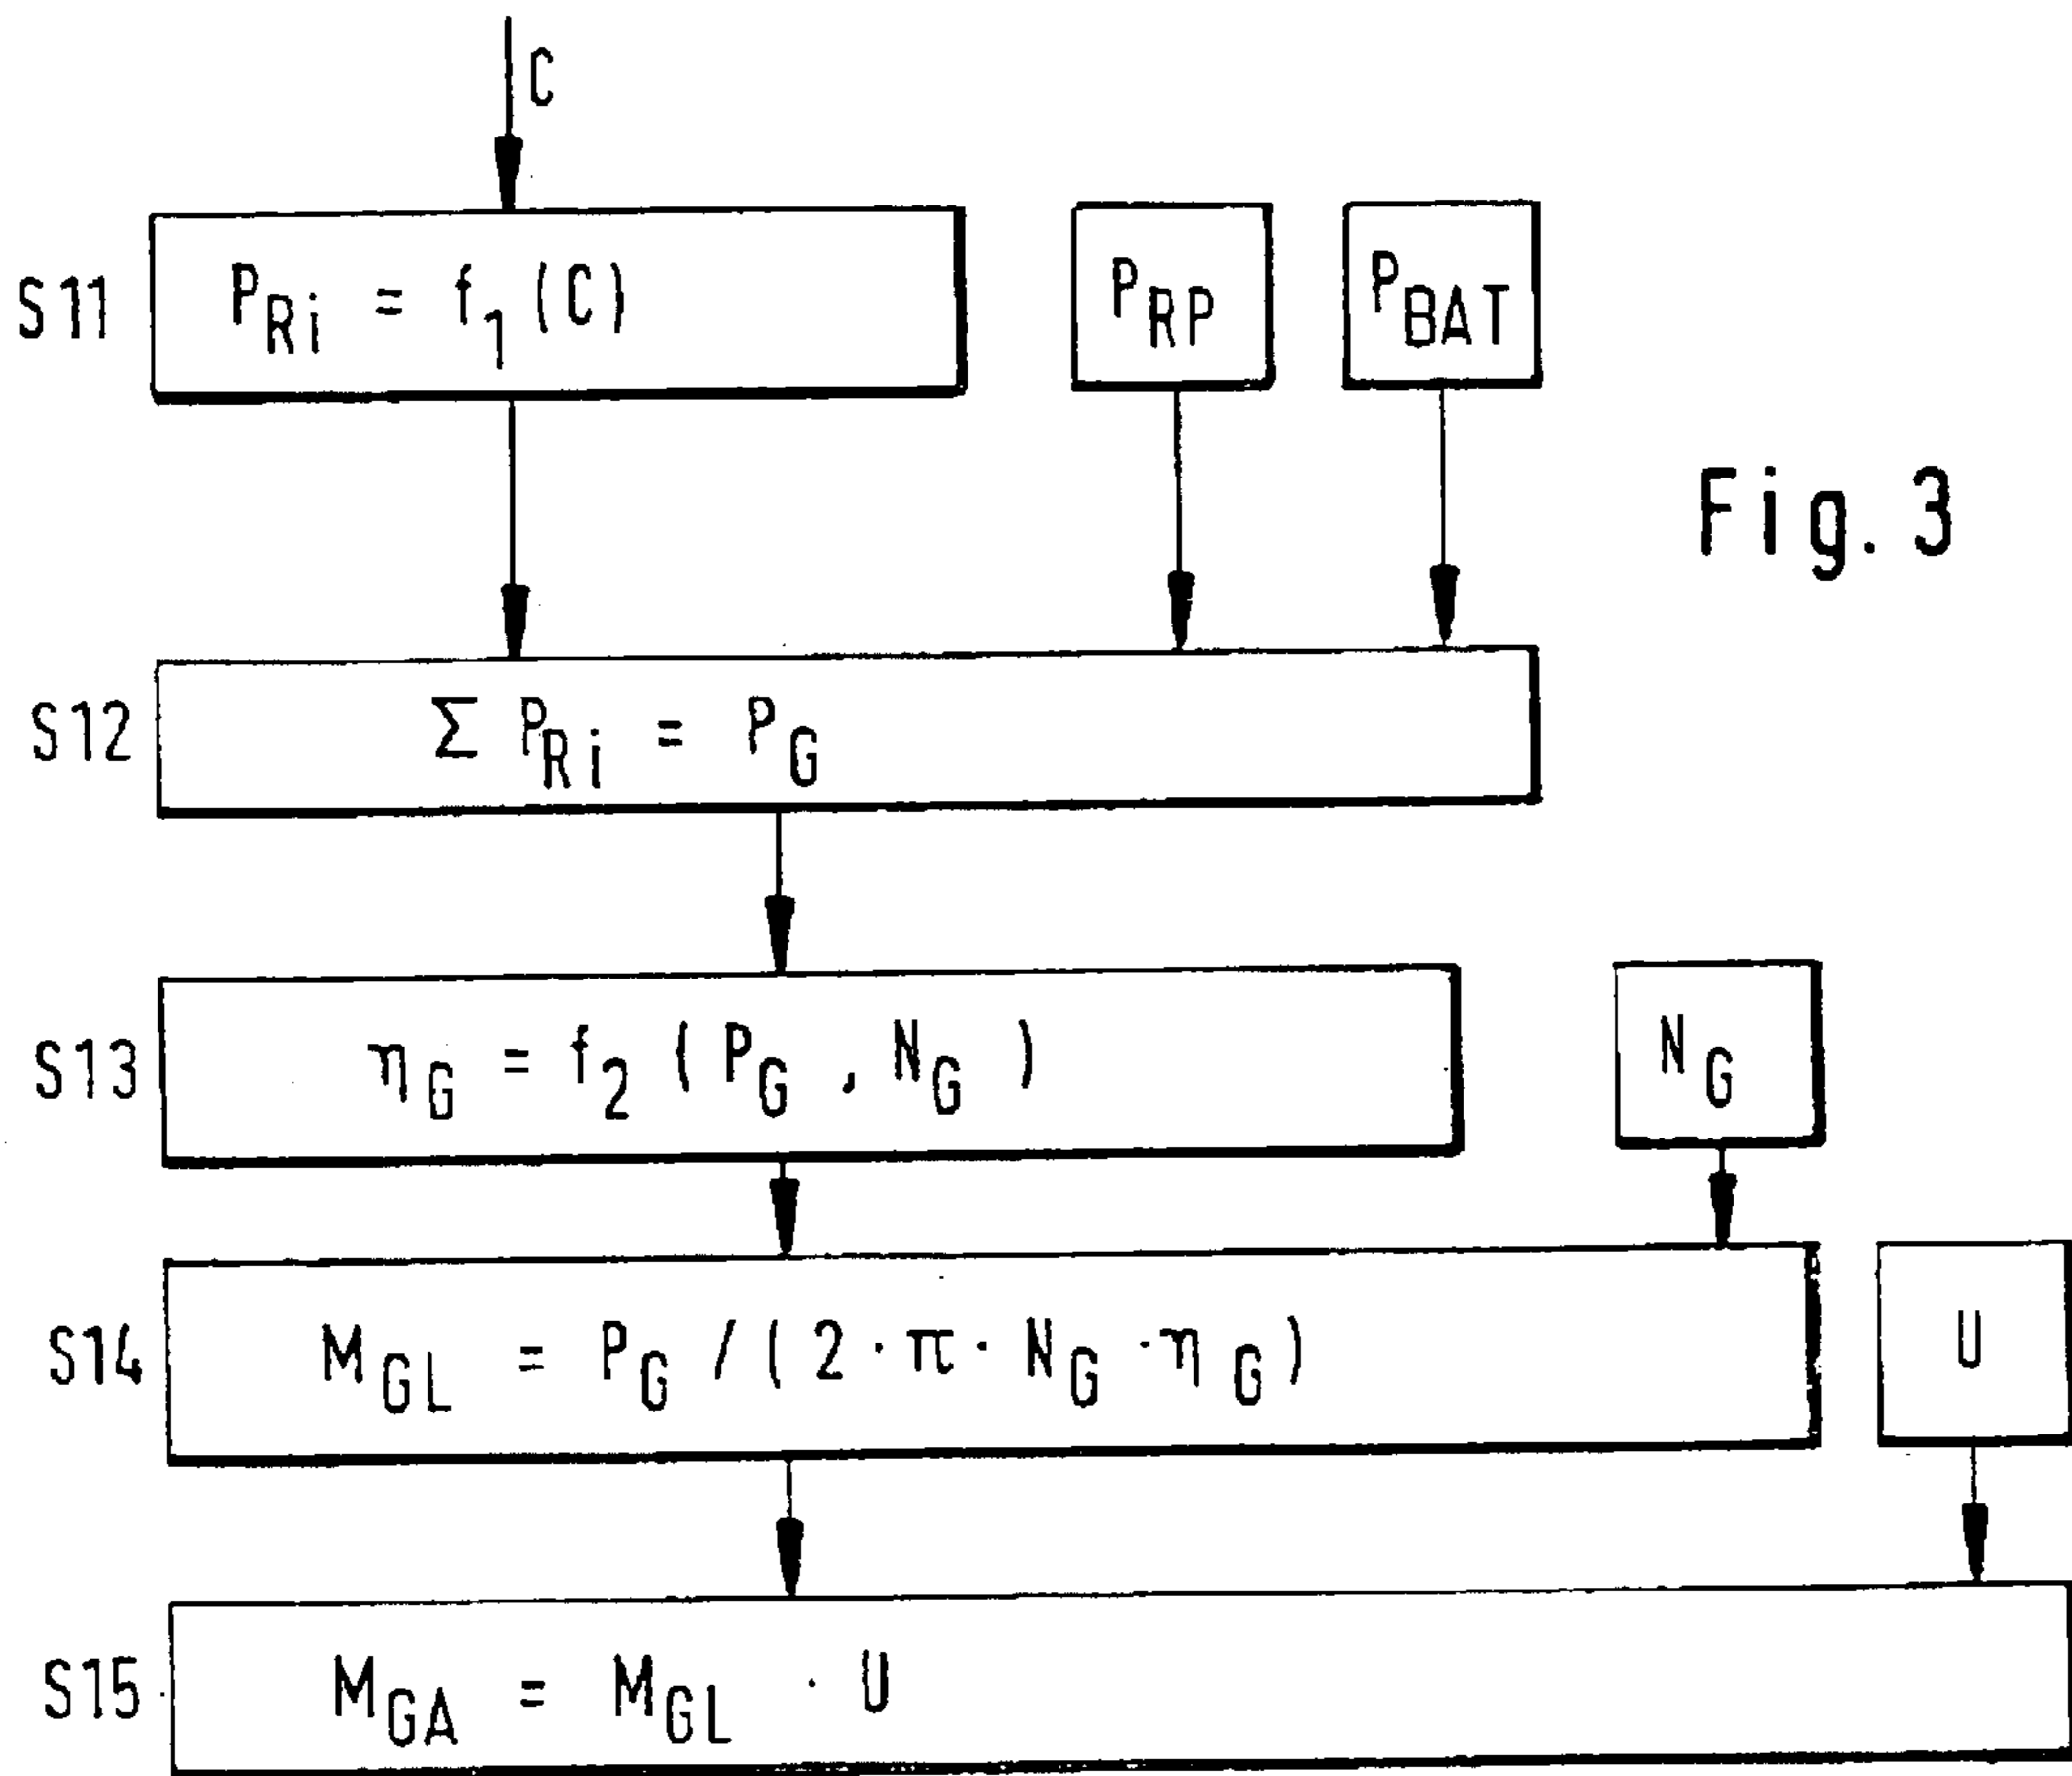 C
S11 P_Ri = f_1 (C) P_RP P_BAT
Fig. 3
S12 Σ P_Ri = P_G
S13 η_G = f_2 ( P_G , N_G ) N_G
S14 M_GL = P_G / ( 2 · π · N_G · η_G ) U
S15 M_GA = M_GL · U